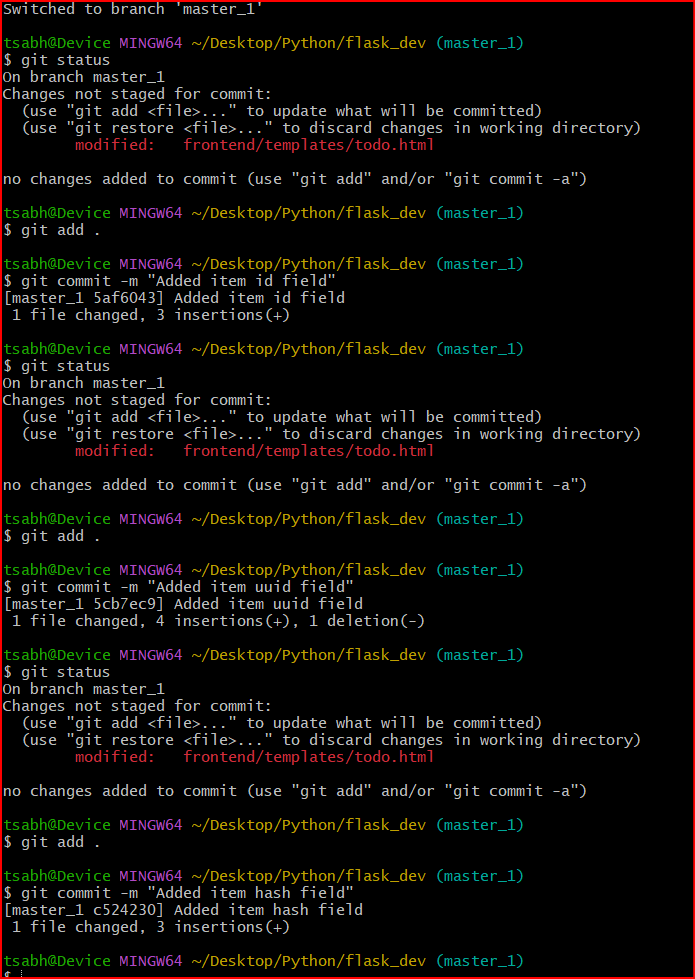 Switched to branch 'master_1'
tsabh@Device MINGW64 ~/Desktop/Python/flask_dev (master_1)
$ git status
On branch master_1
Changes not staged for commit:
  (use "git add <file>..." to update what will be committed)
  (use "git restore <file>..." to discard changes in working directory)
        modified:   frontend/templates/todo.html
no changes added to commit (use "git add" and/or "git commit -a")
tsabh@Device MINGW64 ~/Desktop/Python/flask_dev (master_1)
$ git add .
tsabh@Device MINGW64 ~/Desktop/Python/flask_dev (master_1)
$ git commit -m "Added item id field"
[master_1 5af6043] Added item id field
 1 file changed, 3 insertions(+)
tsabh@Device MINGW64 ~/Desktop/Python/flask_dev (master_1)
$ git status
On branch master_1
Changes not staged for commit:
  (use "git add <file>..." to update what will be committed)
  (use "git restore <file>..." to discard changes in working directory)
        modified:   frontend/templates/todo.html
no changes added to commit (use "git add" and/or "git commit -a")
tsabh@Device MINGW64 ~/Desktop/Python/flask_dev (master_1)
$ git add .
tsabh@Device MINGW64 ~/Desktop/Python/flask_dev (master_1)
$ git commit -m "Added item uuid field"
[master_1 5cb7ec9] Added item uuid field
 1 file changed, 4 insertions(+), 1 deletion(-)
tsabh@Device MINGW64 ~/Desktop/Python/flask_dev (master_1)
$ git status
On branch master_1
Changes not staged for commit:
  (use "git add <file>..." to update what will be committed)
  (use "git restore <file>..." to discard changes in working directory)
        modified:   frontend/templates/todo.html
no changes added to commit (use "git add" and/or "git commit -a")
tsabh@Device MINGW64 ~/Desktop/Python/flask_dev (master_1)
$ git add .
tsabh@Device MINGW64 ~/Desktop/Python/flask_dev (master_1)
$ git commit -m "Added item hash field"
[master_1 c524230] Added item hash field
 1 file changed, 3 insertions(+)
tsabh@Device MINGW64 ~/Desktop/Python/flask_dev (master_1)
$